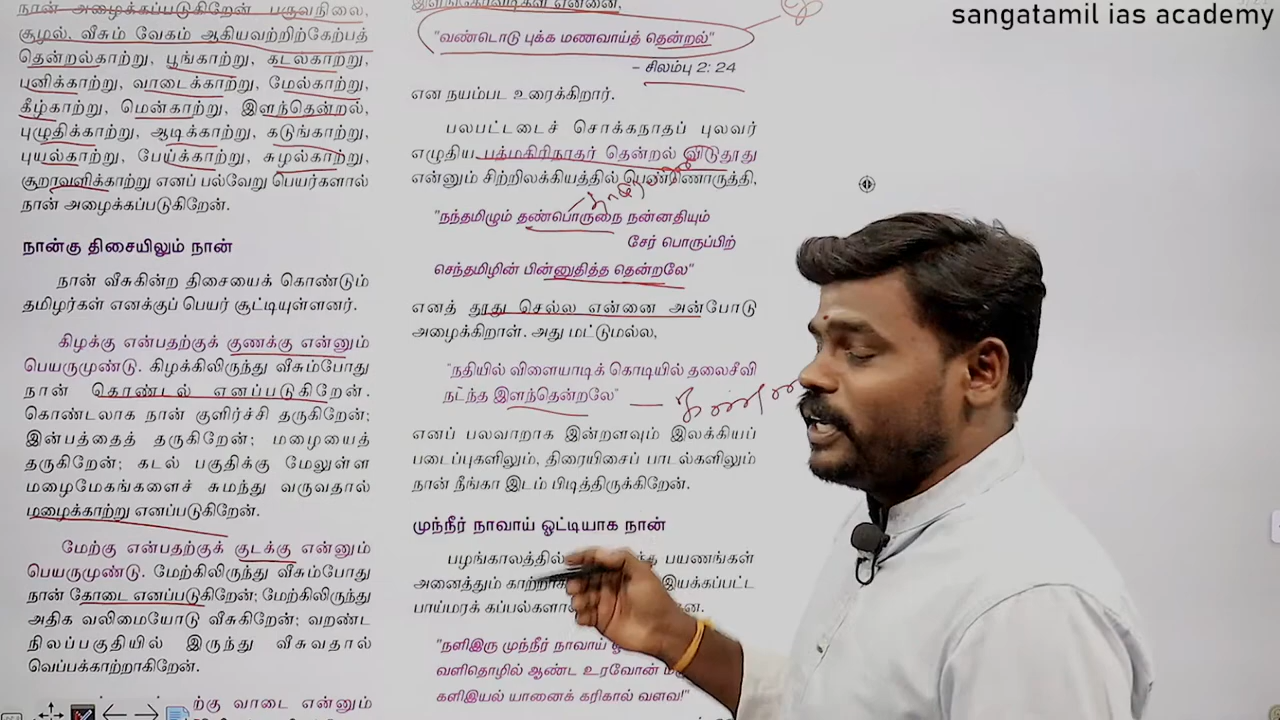 sangatamil ias academy
நான் அழைக்கப்படுகிறேன் பருவநிலை,
சூழல், வீசும் வேகம் ஆகியவற்றிற்கேற்பத்
தென்றல்காற்று, பூங்காற்று, கடலகாற்று,
பனிக்காற்று, வாடைக்காற்று, மேல்காற்று,
கீழ்காற்று, மென்காற்று, இளந்தென்றல்,
புழுதிக்காற்று, ஆடிக்காற்று, கடுங்காற்று,
புயல்காற்று, பேய்க்காற்று, சுழல்காற்று,
சூறாவளிக்காற்று எனப் பல்வேறு பெயர்களால்
நான் அழைக்கப்படுகிறேன்.
நான்கு திசையிலும் நான்
நான் வீசுகின்ற திசையைக் கொண்டும்
தமிழர்கள் எனக்குப் பெயர் சூட்டியுள்ளனர்.
கிழக்கு என்பதற்குக் குணக்கு என்னும்
பெயருமுண்டு. கிழக்கிலிருந்து வீசும்போது
நான் கொண்டல் எனப்படுகிறேன்.
கொண்டலாக நான் குளிர்ச்சி தருகிறேன்;
இன்பத்தைத் தருகிறேன்; மழையைத்
தருகிறேன்; கடல் பகுதிக்கு மேலுள்ள
மழைமேகங்களைச் சுமந்து வருவதால்
மழைக்காற்று எனப்படுகிறேன்.
மேற்கு என்பதற்குக் குடக்கு என்னும்
பெயருமுண்டு. மேற்கிலிருந்து வீசும்போது
நான் கோடை எனப்படுகிறேன்; மேற்கிலிருந்து
அதிக வலிமையோடு வீசுகிறேன்; வறண்ட
நிலப்பகுதியில் இருந்து வீசுவதால்
வெப்பக்காற்றாகிறேன்.
வாடை என்னும்
என்னை,
"வண்டொடு புக்க மணவாய்த் தென்றல்"
– சிலம்பு 2: 24
என நயம்பட உரைக்கிறார்.
பலபட்டடைச் சொக்கநாதப் புலவர்
எழுதிய பத்மகிரிநாதர் தென்றல் விடுதூது
என்னும் சிற்றிலக்கியத்தில் பெண்ணொருத்தி,
"நந்தமிழும் தண்பொருநை நன்னதியும்
சேர் பொருப்பிற்
செந்தமிழின் பின்னுதித்த தென்றலே"
எனத் தூது செல்ல என்னை அன்போடு
அழைக்கிறாள். அது மட்டுமல்ல,
"நதியில் விளையாடிக் கொடியில் தலைசீவி
நடந்த இளந்தென்றலே"
எனப் பலவாறாக இன்றளவும் இலக்கியப்
படைப்புகளிலும், திரையிசைப் பாடல்களிலும்
நான் நீங்கா இடம் பிடித்திருக்கிறேன்.
முந்நீர் நாவாய் ஓட்டியாக நான்
பழங்காலத்தில் பயணங்கள்
அனைத்தும் இயக்கப்பட்ட
பாய்மரக்
"நளிஇரு முந்நீர் நாவாய்
வளிதொழில் ஆண்ட உரவோன்
களிஇயல் யானைக் கரிகால் வளவ!"